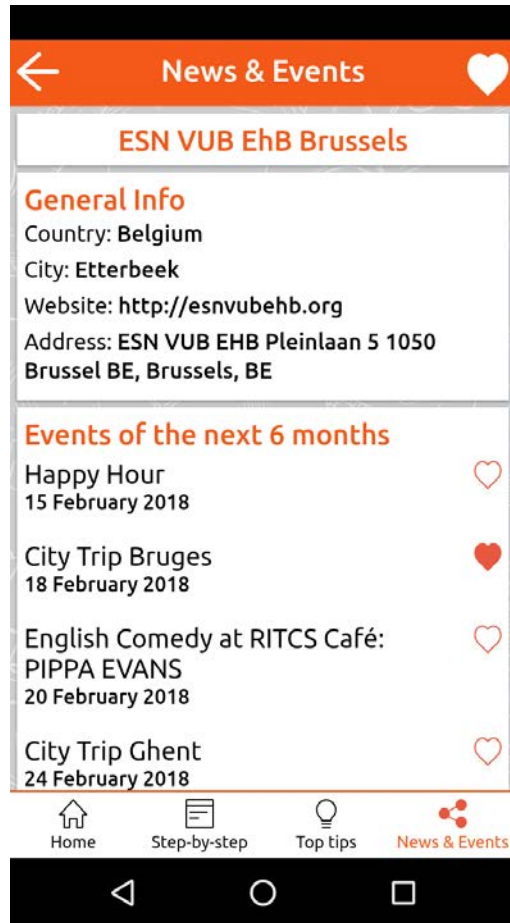 News & Events
ESN VUB EhB Brussels
General Info
Country: Belgium
City: Etterbeek
Website: http://esnvubehb.org
Address: ESN VUB EHB Pleinlaan 5 1050
Brussel BE, Brussels, BE
Events of the next 6 months
Happy Hour
15 February 2018
City Trip Bruges
18 February 2018
English Comedy at RITCS Café:
PIPPA EVANS
20 February 2018
City Trip Ghent
24 February 2018
Home
Step-by-step
Top tips
News & Events